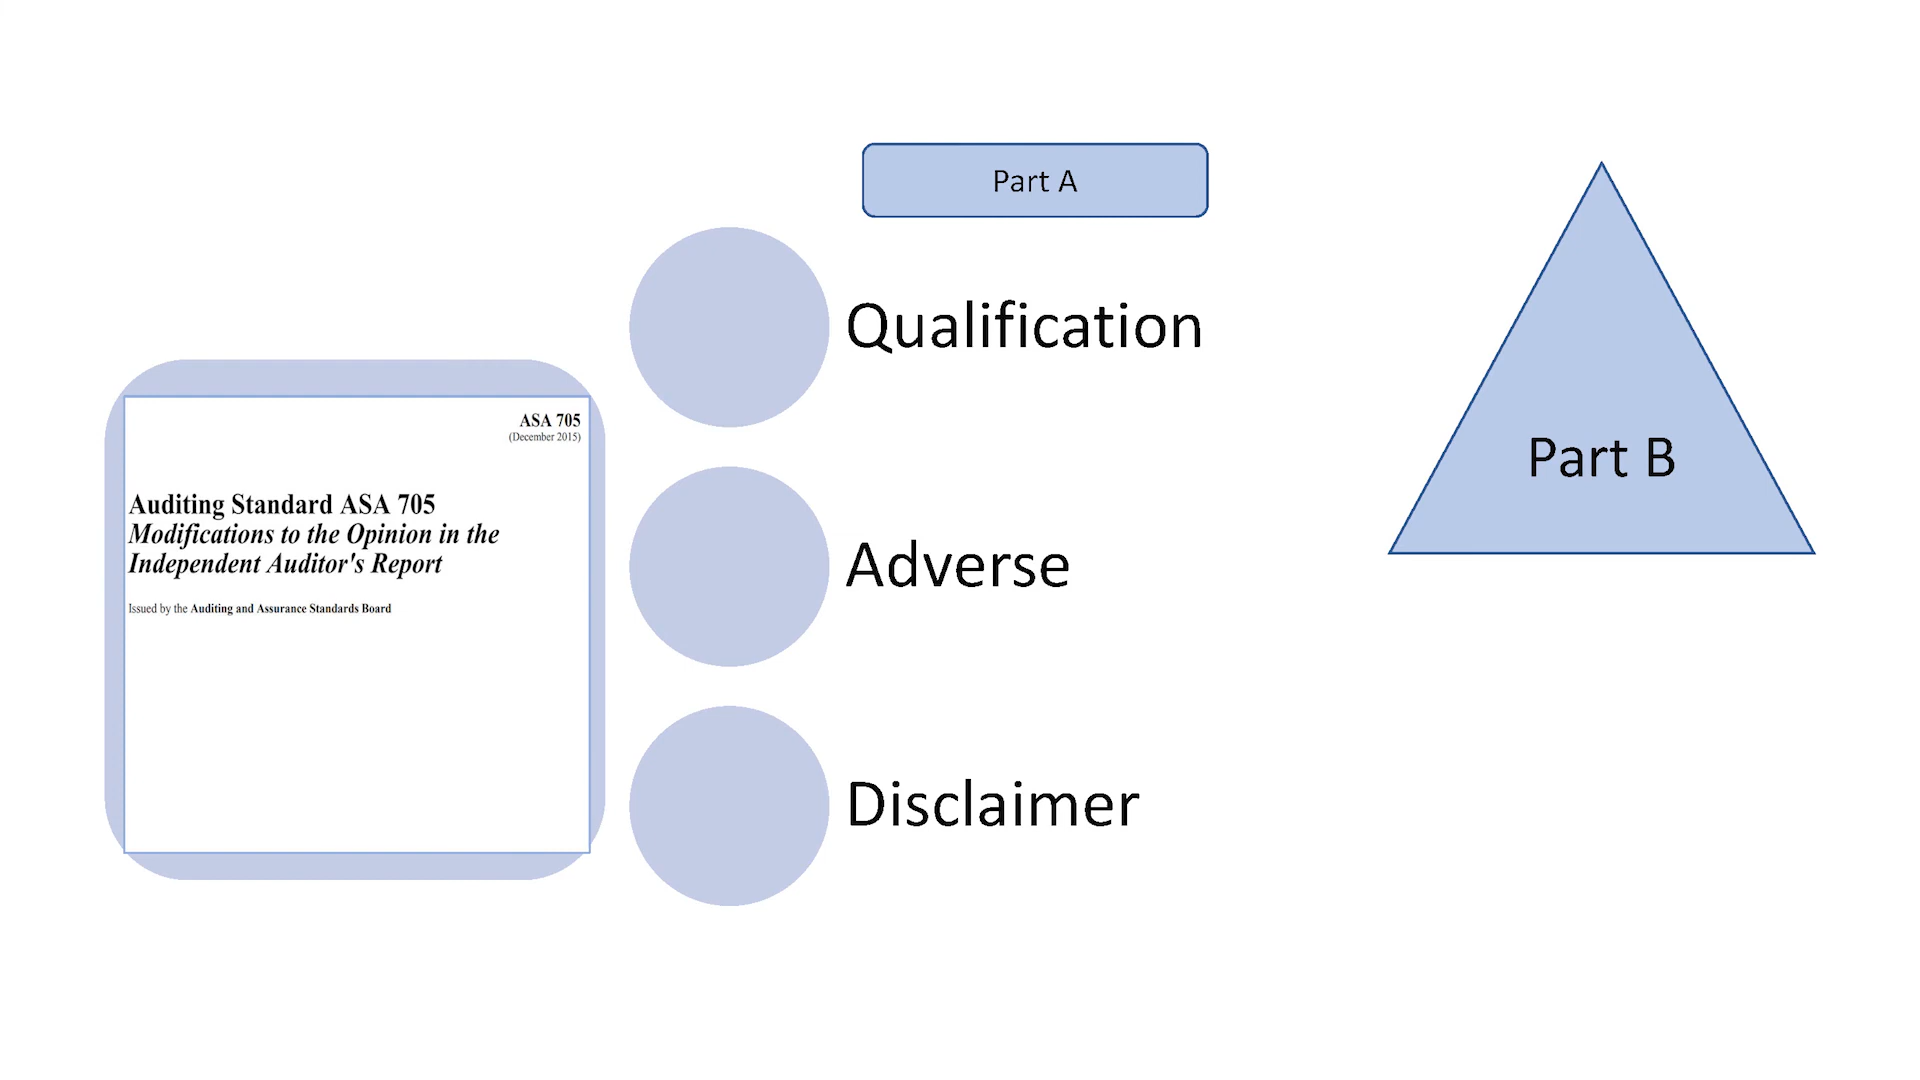 Part A
Qualification
Adverse
Disclaimer
ASA 705
(December 2015)
Auditing Standard ASA 705
Modifications to the Opinion in the
Independent Auditor's Report
Issued by the Auditing and Assurance Standards Board
Part B